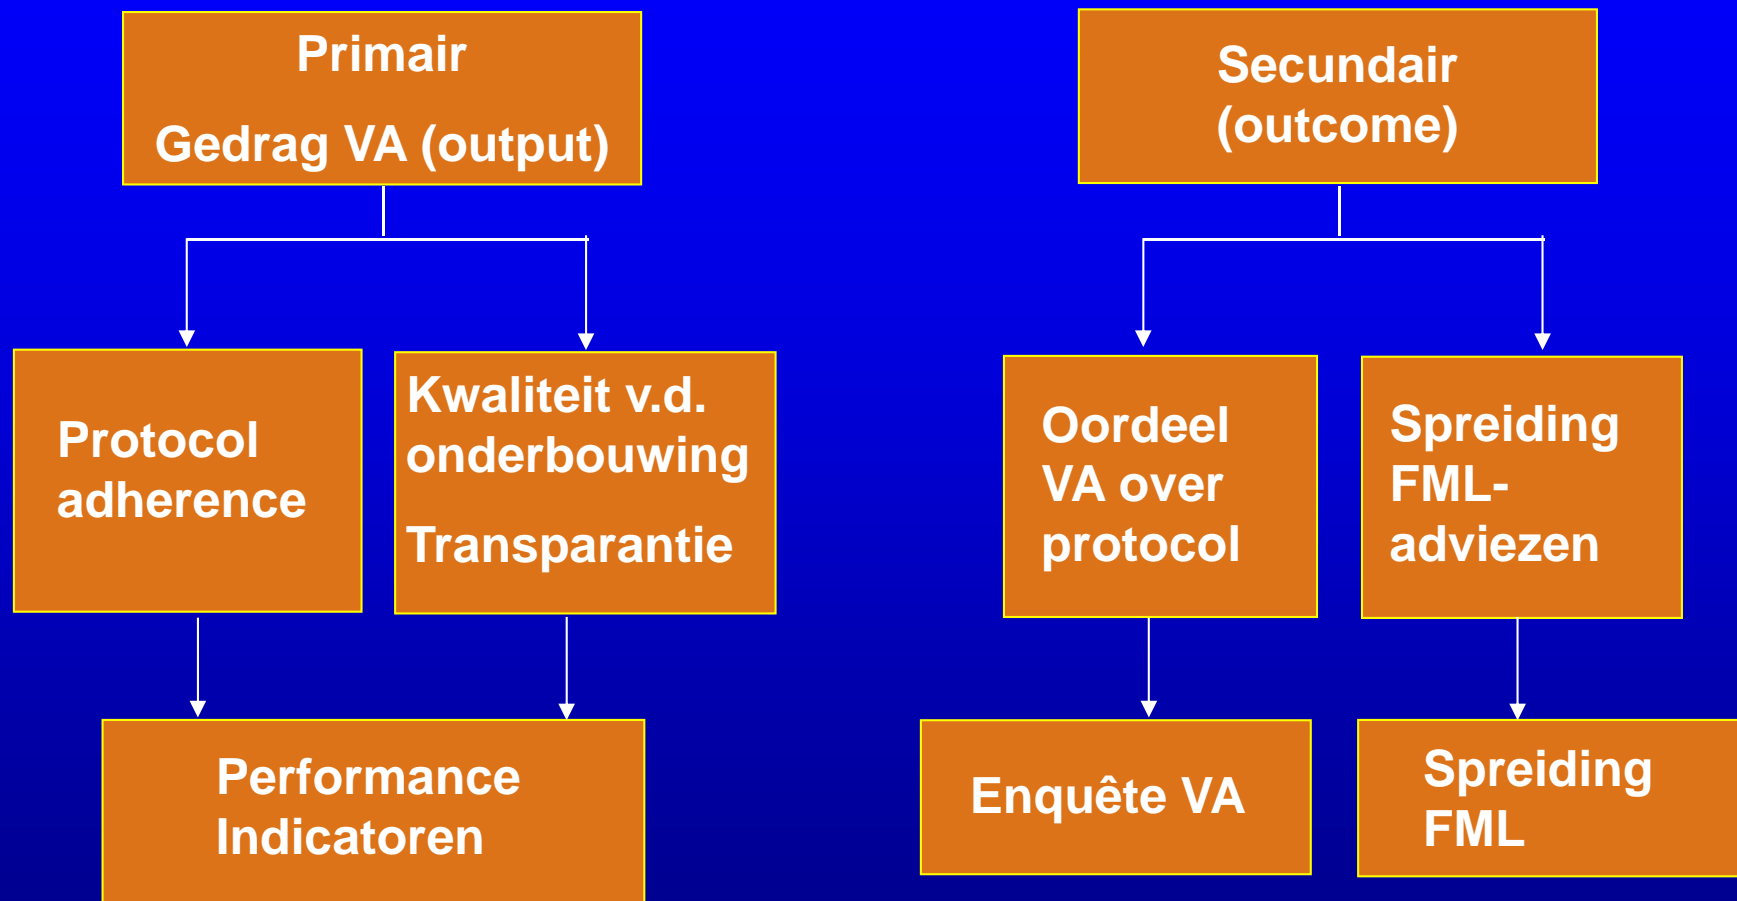 Primair
Gedrag VA (output)
Secundair
(outcome)
Protocol
adherence
Kwaliteit v.d.
onderbouwing
Transparantie
Oordeel
VA over
protocol
Spreiding
FML-
adviezen
Performance
Indicatoren
Enquête VA
Spreiding
FML